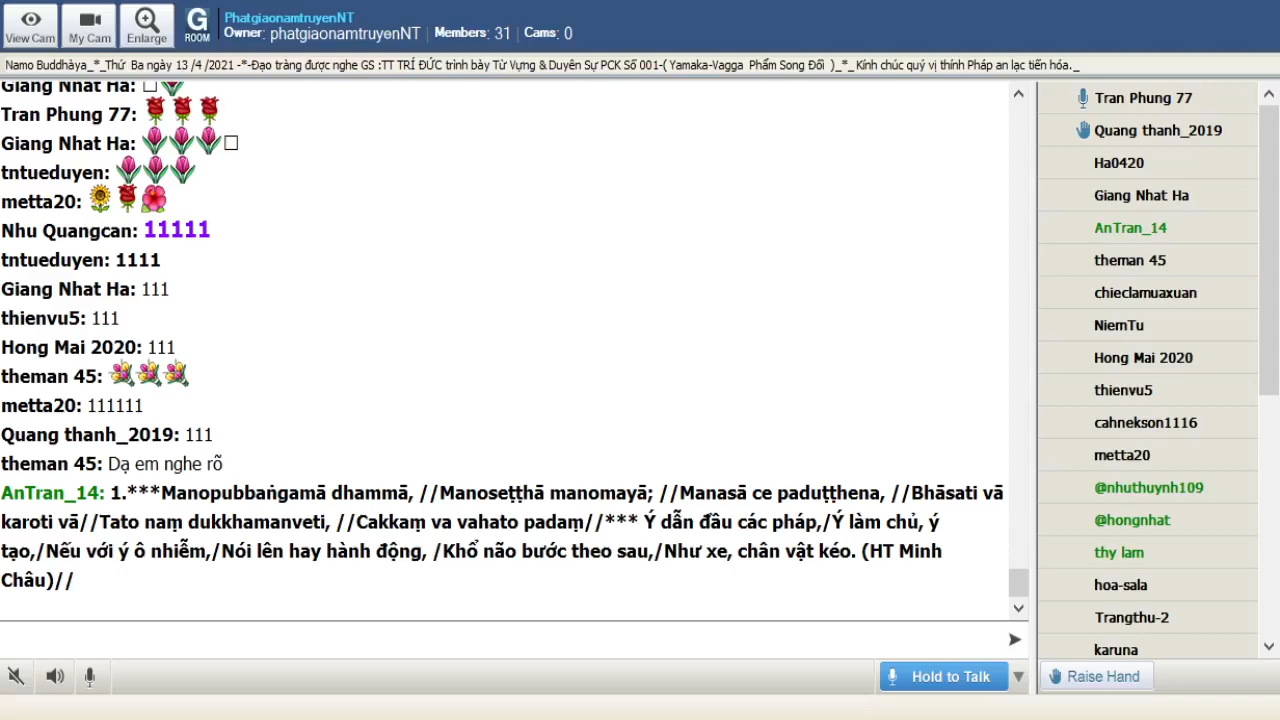 View Cam
My Cam
Enlarge
G
ROOM
PhatgiaonamtruyenNT
Owner: phatgiaonamtruyenNT | Members: 31 | Cams: 0
Namo Buddhàya_*_Thứ Ba ngày 13 /4 /2021 -*-Đạo tràng được nghe GS :TT TRÍ ĐỨC trình bày Từ Vựng & Duyên Sự PCK Số 001-( Yamaka-Vagga Phẩm Song Đối )_*_ Kính chúc quý vị thính Pháp an lạc tiến hóa._
Giang Nhat Ha:
Tran Phung 77:
Giang Nhat Ha:
tntueduyen:
metta20:
Nhu Quangcan: 11111
tntueduyen: 1111
Giang Nhat Ha: 111
thienvu5: 111
Hong Mai 2020: 111
theman 45:
metta20: 111111
Quang thanh_2019: 111
theman 45: Dạ em nghe rõ
AnTran_14: 1.***Manopubbaṅgamā dhammā, //Manoseṭṭhā manomayā; //Manasā ce paduṭṭhena, //Bhāsati vā
karoti vā//Tato naṃ dukkhamanveti, //Cakkaṃ va vahato padaṃ//*** Ý dẫn đầu các pháp,/Ý làm chủ, ý
tạo,/Nếu với ý ô nhiễm,/Nói lên hay hành động, /Khổ não bước theo sau,/Như xe, chân vật kéo. (HT Minh
Châu)//
Hold to Talk
Tran Phung 77
Quang thanh_2019
Ha0420
Giang Nhat Ha
AnTran_14
theman 45
chieclamuaxuan
NiemTu
Hong Mai 2020
thienvu5
cahnekson1116
metta20
@nhuthuynh109
@hongnhat
thy lam
hoa-sala
Trangthu-2
karuna
Raise Hand